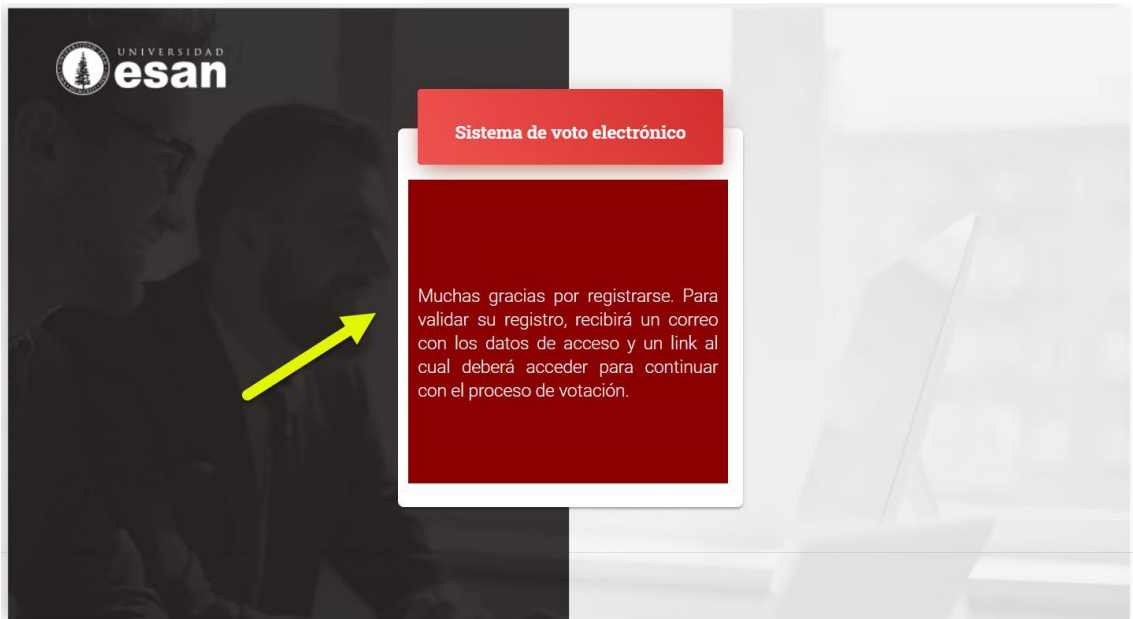 UNIVERSIDAD
esan
Sistema de voto electrónico
Muchas gracias por registrarse. Para
validar su registro, recibirá un correo
con los datos de acceso y un link al
cual deberá acceder para continuar
con el proceso de votación.